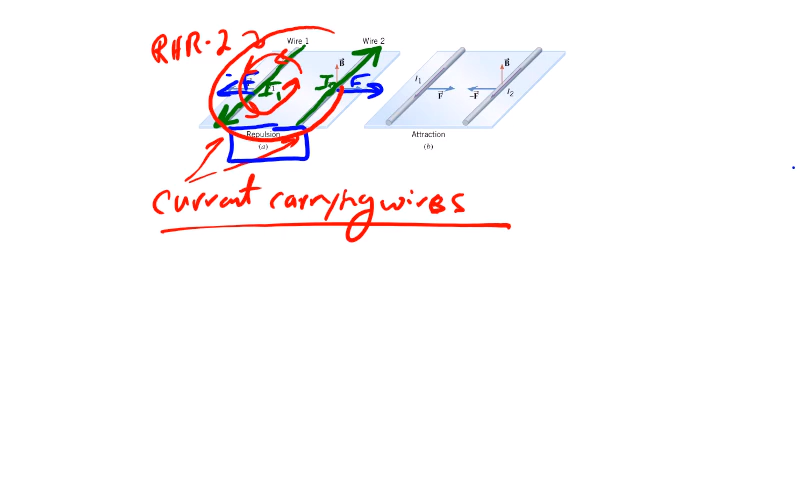 RHR-2
Wire 1
Wire 2
B
-F
I1
I2
F
Repulsion
(a)
I1
F
-F
B
I2
Attraction
(b)
Current carrying wires